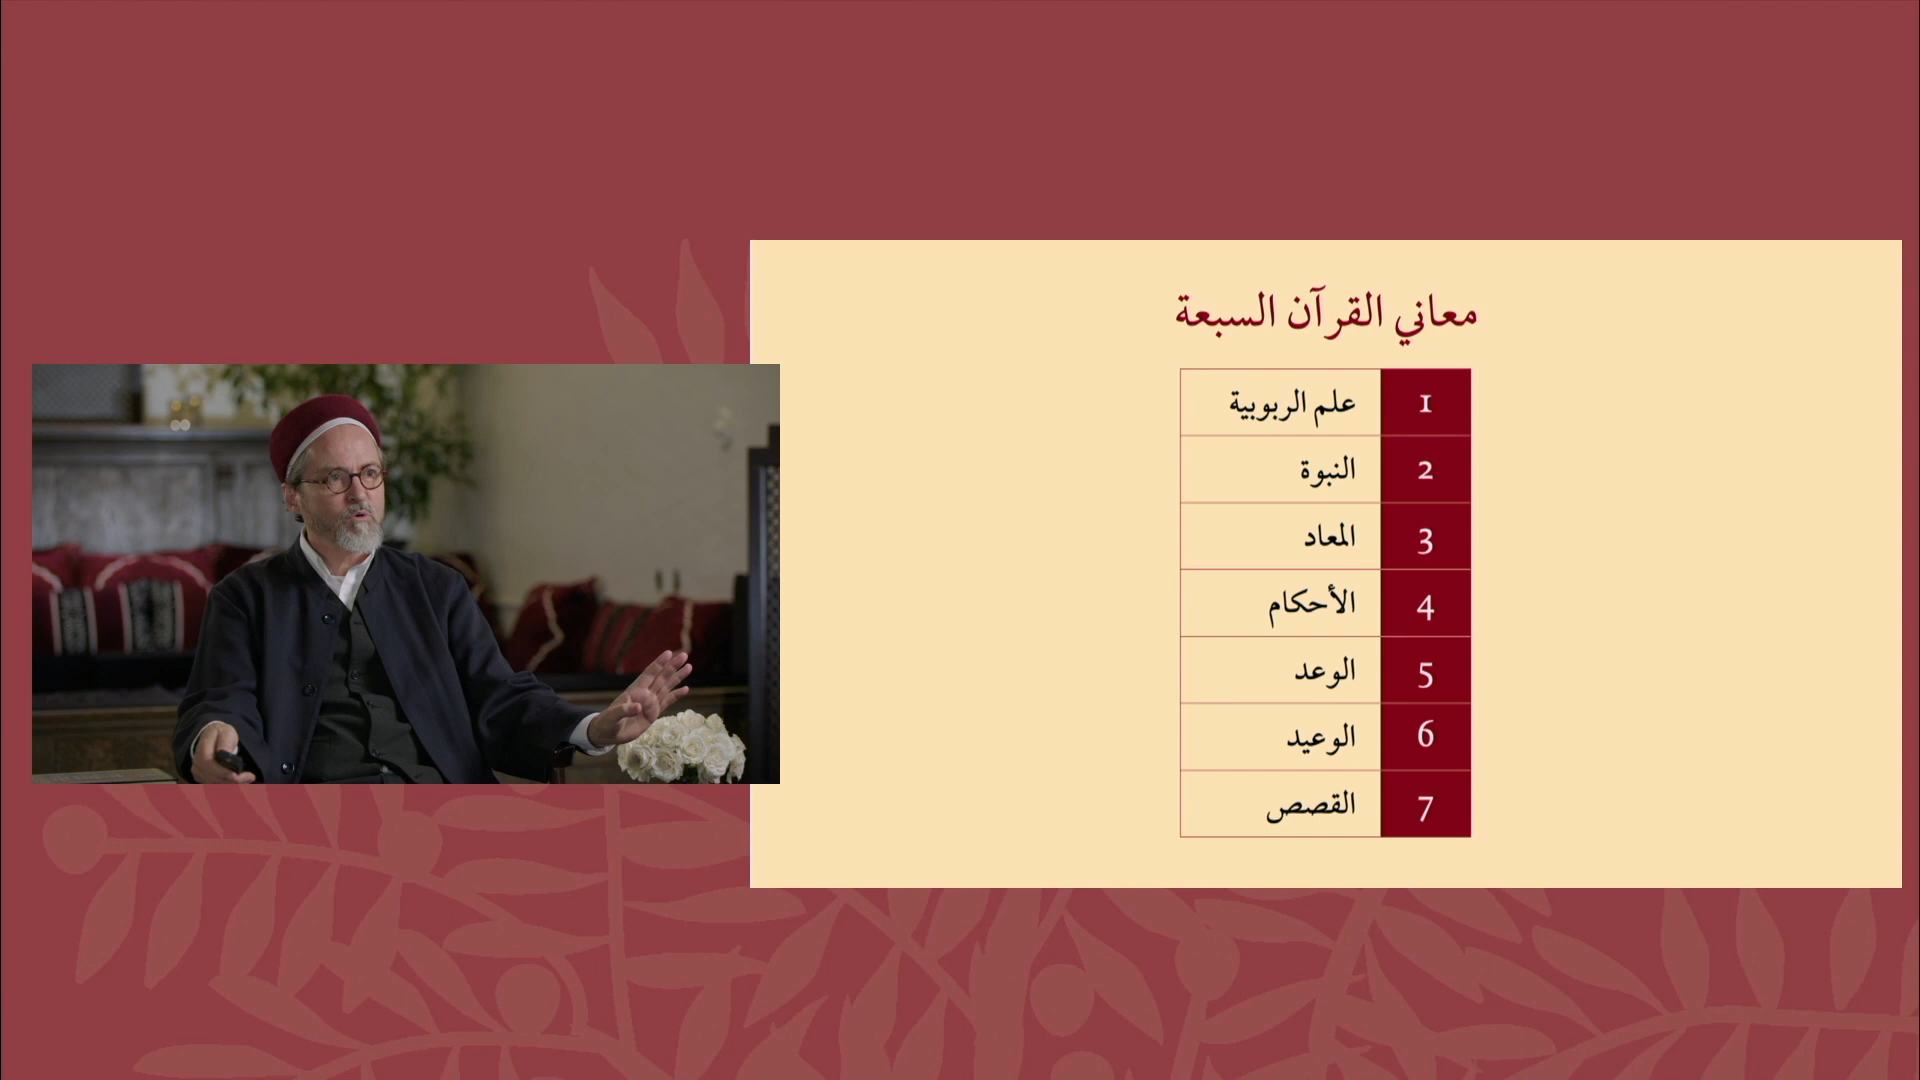 معاني القرآن السبعة
1 علم الربوبية
2 النبوة
3 المعاد
4 الأحكام
5 الوعد
6 الوعيد
7 القصص